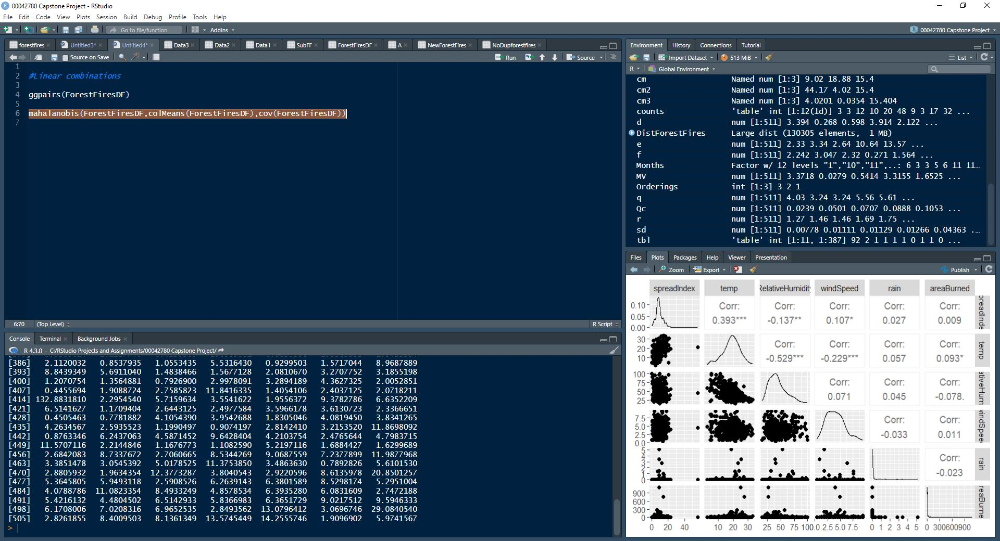 00042780 Capstone Project - RStudio
File Edit Code View Plots Session Build Debug Profile Tools Help
Go to file/function Addins 00042780 Capstone Project
forestfires Untitled3* Untitled4* Data3 Data2 Data1 SubFF ForestFiresDF A NewForestFires NoDupforestfires
Source on Save Run Source
1
2 #Linear combinations
3
4 ggpairs(ForestFiresDF)
5
6 mahalanobis(ForestFiresDF,colMeans(ForestFiresDF),cov(ForestFiresDF))
7
6:70 (Top Level) R Script
Console Terminal Background Jobs
R 4.3.0 · C:/RStudio Projects and Assignments/00042780 Capstone Project/
[386] 2.1120032 0.8537935 1.0553435 5.5316430 0.9299503 1.5717044 8.9687889
[393] 8.8439349 5.6911040 1.4838466 1.5677128 2.0810670 3.2707752 3.1855198
[400] 1.2070754 1.3564881 0.7926900 2.9978091 3.2894189 4.3627325 2.0052851
[407] 0.4455694 1.9088724 2.7585823 11.8416335 1.4054106 2.4037125 2.0718211
[414] 132.8831810 2.2954540 5.7159634 3.5541622 1.9556372 9.3782786 6.6352209
[421] 6.5141627 1.1709404 2.6443125 2.4977584 3.5966178 3.6130723 2.3366651
[428] 0.4505463 0.7781882 4.1054390 3.9542688 1.8305046 4.0819450 3.8341265
[435] 4.2634567 2.5935523 1.1990497 0.9074197 2.8142410 3.2153520 11.8698092
[442] 0.8763346 6.2437063 4.5871452 9.6428404 4.2103754 2.4765644 4.7983715
[449] 11.5707116 2.2144846 1.1676773 1.1082590 5.2197116 1.6884427 1.6299689
[456] 2.6842083 8.7337672 2.7060665 8.5344269 9.0687559 7.2377899 11.9877968
[463] 3.3851478 3.0545392 5.0178525 11.3753850 3.4863630 0.7892826 5.6101530
[470] 2.8805932 1.9634354 12.3773287 3.8040543 2.9220596 8.6135978 20.8501257
[477] 5.3645805 5.9493118 2.5908526 6.2639143 6.3801589 8.5298174 5.2951004
[484] 4.0788786 11.0823354 8.4933249 4.8578534 6.3935280 6.0831609 2.7472188
[491] 5.4216132 4.4804502 6.5142933 5.8366983 6.3651729 9.0217512 9.5946333
[498] 6.1708006 7.0208316 6.9652535 2.8493562 13.0796412 3.0696746 29.0840540
[505] 2.8261855 8.4009503 8.1361349 13.5745449 14.2555746 1.9096902 5.9741567
>
Environment History Connections Tutorial
Import Dataset 513 MiB List
R Global Environment
cm Named num [1:3] 9.02 18.88 15.4
cm2 Named num [1:3] 44.17 4.02 15.4
cm3 Named num [1:3] 4.0201 0.0354 15.404
counts 'table' int [1:12(1d)] 3 3 12 10 20 48 9 3 17 32 ...
d num [1:511] 3.394 0.268 0.598 3.914 2.122 ...
DistForestFires Large dist (130305 elements, 1 MB)
e num [1:511] 2.33 3.34 2.64 10.64 13.57 ...
f num [1:511] 2.242 3.047 2.32 0.271 1.564 ...
Months Factor w/ 12 levels "1","10","11",..: 6 3 3 5 6 11 11…
MV num [1:511] 3.3718 0.0279 0.5414 3.3155 1.6525 ...
Orderings int [1:3] 3 2 1
q num [1:511] 4.03 3.24 3.24 5.56 5.61 ...
Qc num [1:511] 0.0239 0.0501 0.0707 0.0888 0.1053 ...
r num [1:511] 1.27 1.46 1.46 1.69 1.75 ...
sd num [1:511] 0.00778 0.01111 0.01129 0.01266 0.04363 …
tbl 'table' int [1:11, 1:387] 92 2 1 1 1 1 0 1 1 0 ...
Files Plots Packages Help Viewer Presentation
Zoom Export Publish
spreadIndex temp RelativeHumidity windSpeed rain areaBurned
0.10 Corr: Corr: Corr: Corr: Corr: preadInde
0.05 0.393*** -0.137** 0.107* 0.027 0.009
0.00
30 Corr: Corr: Corr: Corr: temp
20 -0.529*** -0.229*** 0.057 0.093*
10
100 Corr: Corr: Corr: ativeHum
75
50 0.071 0.045 -0.078.
25
7.5 Corr: Corr: vindSpee
5.0
2.5 -0.033 0.011
0.0
5 Corr: rain
4
3
2 -0.023
1
0
900 reaBurne
600
300
0
0 20 40 10 20 30 25 50 75 100 0.0 2.5 5.0 7.5 0 1 2 3 4 5 0 300600900